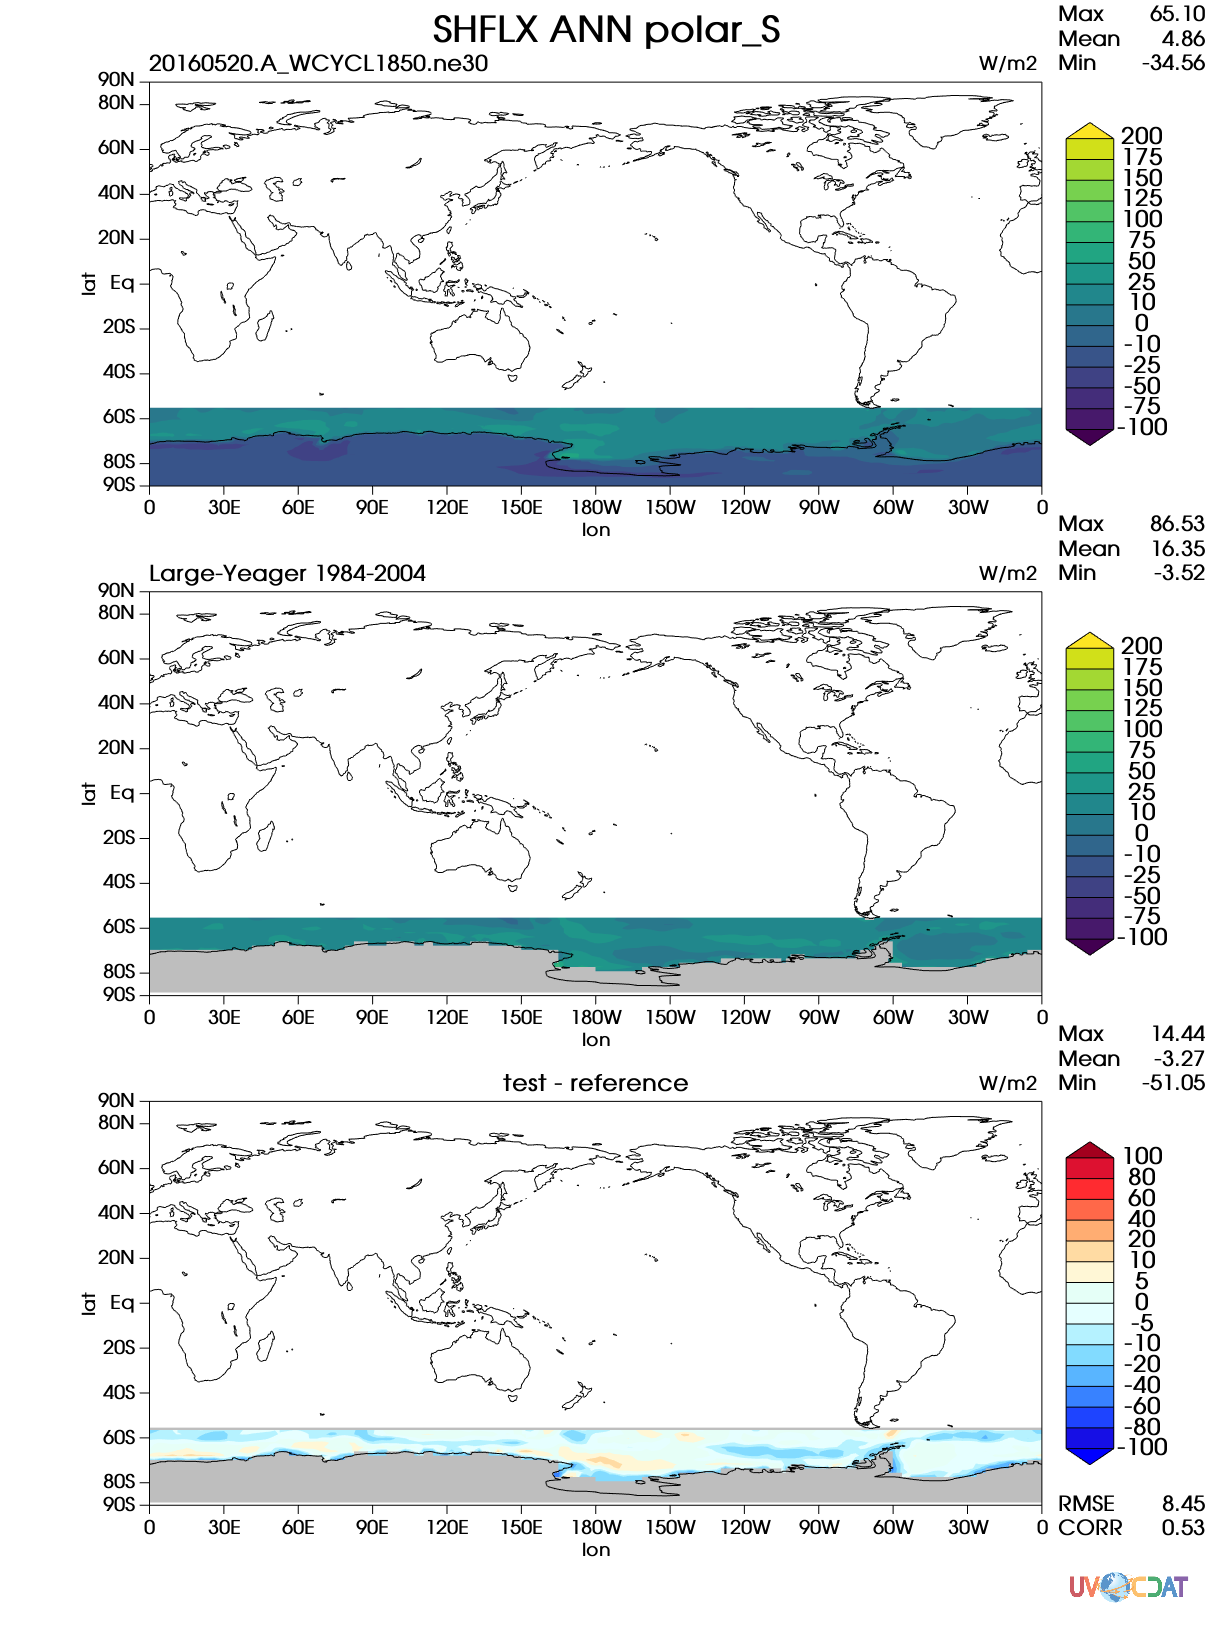 SHFLX ANN polar_S
Max 65.10
Mean 4.86
Min -34.56
20160520.A_WCYCL1850.ne30 W/m2
90N
80N
60N
40N
20N
Eq
20S
40S
60S
80S
90S
lat
0 30E 60E 90E 120E 150E 180W 150W 120W 90W 60W 30W 0
lon
200
175
150
125
100
75
50
25
10
0
-10
-25
-50
-75
-100
Max 86.53
Mean 16.35
Min -3.52
Large-Yeager 1984-2004 W/m2
90N
80N
60N
40N
20N
Eq
20S
40S
60S
80S
90S
lat
0 30E 60E 90E 120E 150E 180W 150W 120W 90W 60W 30W 0
lon
200
175
150
125
100
75
50
25
10
0
-10
-25
-50
-75
-100
Max 14.44
Mean -3.27
Min -51.05
test - reference W/m2
90N
80N
60N
40N
20N
Eq
20S
40S
60S
80S
90S
lat
0 30E 60E 90E 120E 150E 180W 150W 120W 90W 60W 30W 0
lon
100
80
60
40
20
10
5
0
-5
-10
-20
-40
-60
-80
-100
RMSE 8.45
CORR 0.53
UV CDAT